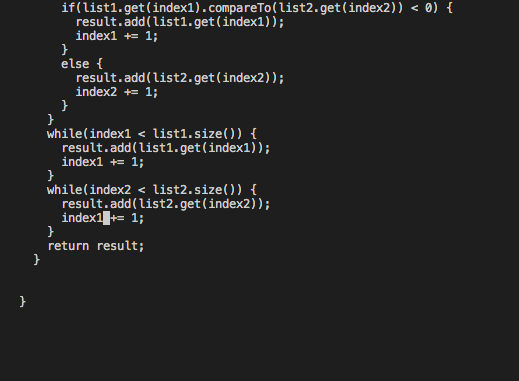 if(list1.get(index1).compareTo(list2.get(index2)) < 0) {
result.add(list1.get(index1));
index1 += 1;
}
else {
result.add(list2.get(index2));
index2 += 1;
}
}
while(index1 < list1.size()) {
result.add(list1.get(index1));
index1 += 1;
}
while(index2 < list2.size()) {
result.add(list2.get(index2));
index1 += 1;
}
return result;
}
}